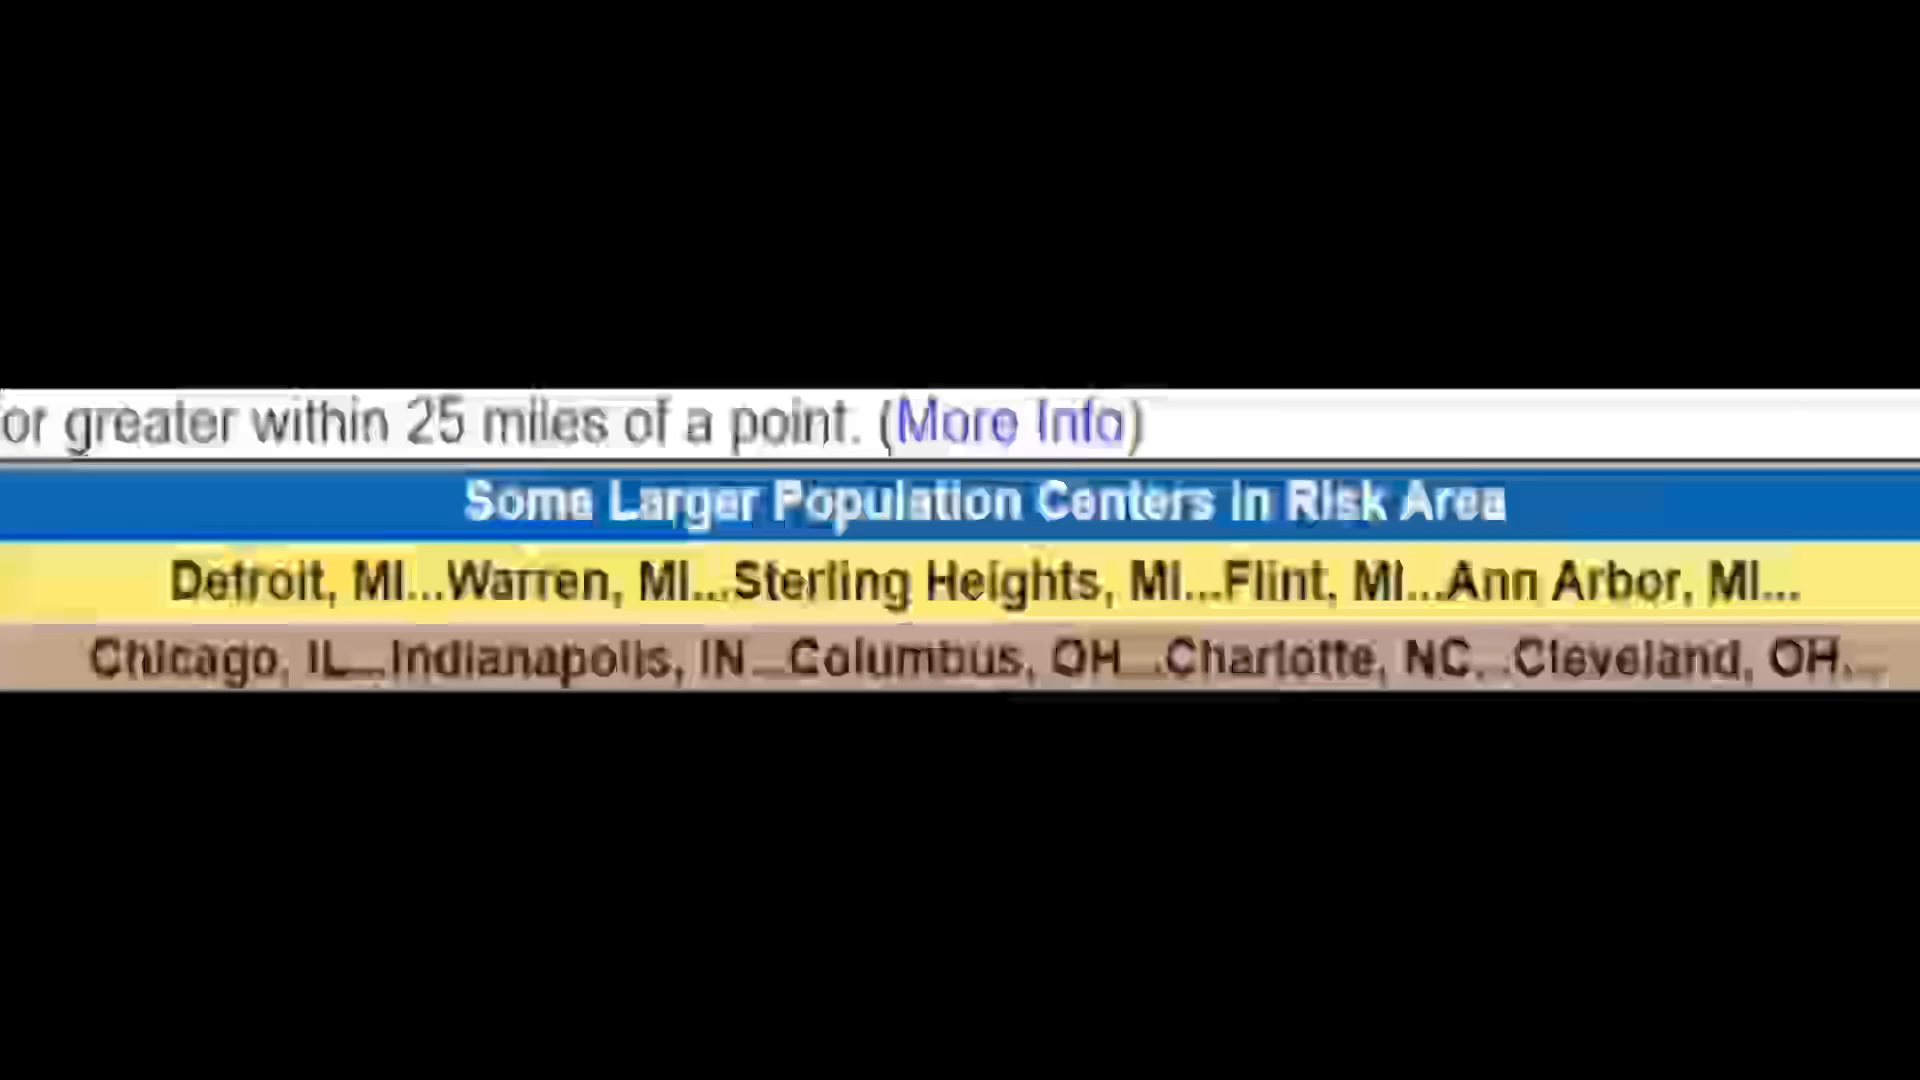 or greater within 25 miles of a point. (More Info)
Some Larger Population Centers in Risk Area
Detroit, MI...Warren, MI...Sterling Heights, MI...Flint, MI...Ann Arbor, MI...
Chicago, IL...Indianapolis, IN...Columbus, OH...Charlotte, NC...Cleveland, OH...